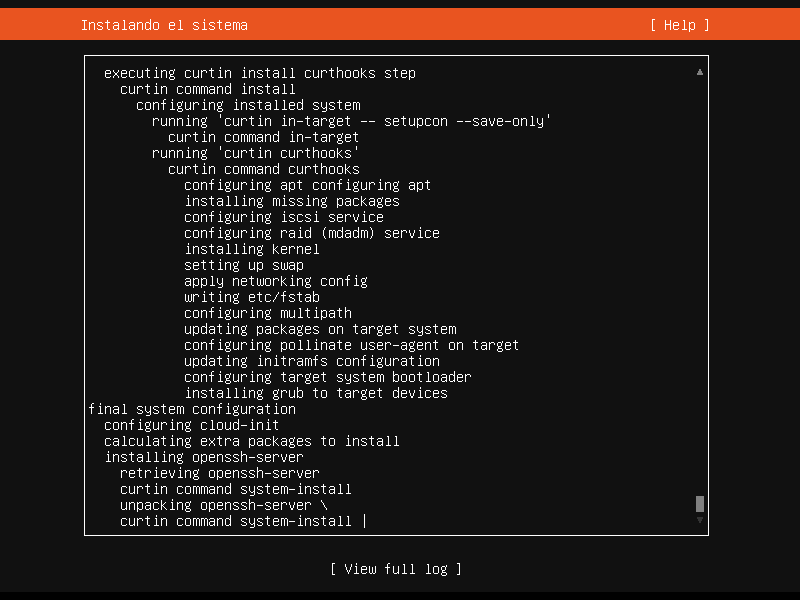 Instalando el sistema [ Help ]
executing curtin install curthooks step
curtin command install
configuring installed system
running 'curtin in-target -- setupcon --save-only'
curtin command in-target
running 'curtin curthooks'
curtin command curthooks
configuring apt configuring apt
installing missing packages
configuring iscsi service
configuring raid (mdadm) service
installing kernel
setting up swap
apply networking config
writing etc/fstab
configuring multipath
updating packages on target system
configuring pollinate user-agent on target
updating initramfs configuration
configuring target system bootloader
installing grub to target devices
final system configuration
configuring cloud-init
calculating extra packages to install
installing openssh-server
retrieving openssh-server
curtin command system-install
unpacking openssh-server \
curtin command system-install |
[ View full log ]